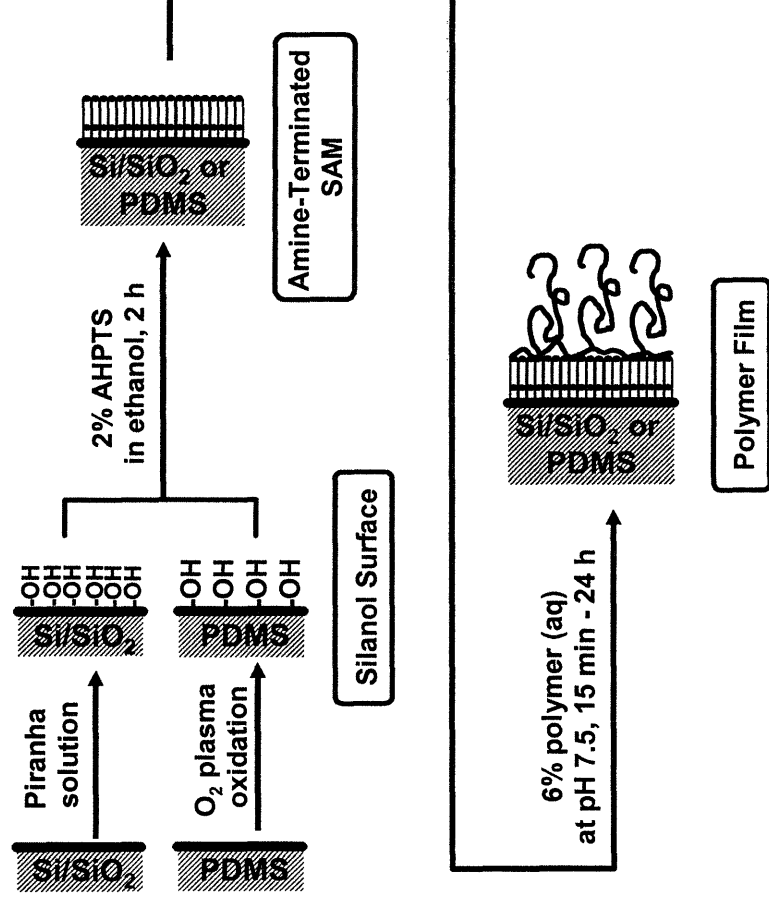 Si/SiO2
PDMS
Piranha
solution
O2 plasma
oxidation
Si/SiO2
-OH
-OH
-OH
-OH
-OH
-OH
PDMS
-OH
-OH
-OH
-OH
Silanol Surface
2% AHPTS
in ethanol, 2 h
Si/SiO2 or
PDMS
Amine-Terminated
SAM
6% polymer (aq)
at pH 7.5, 15 min - 24 h
Si/SiO2 or
PDMS
Polymer Film